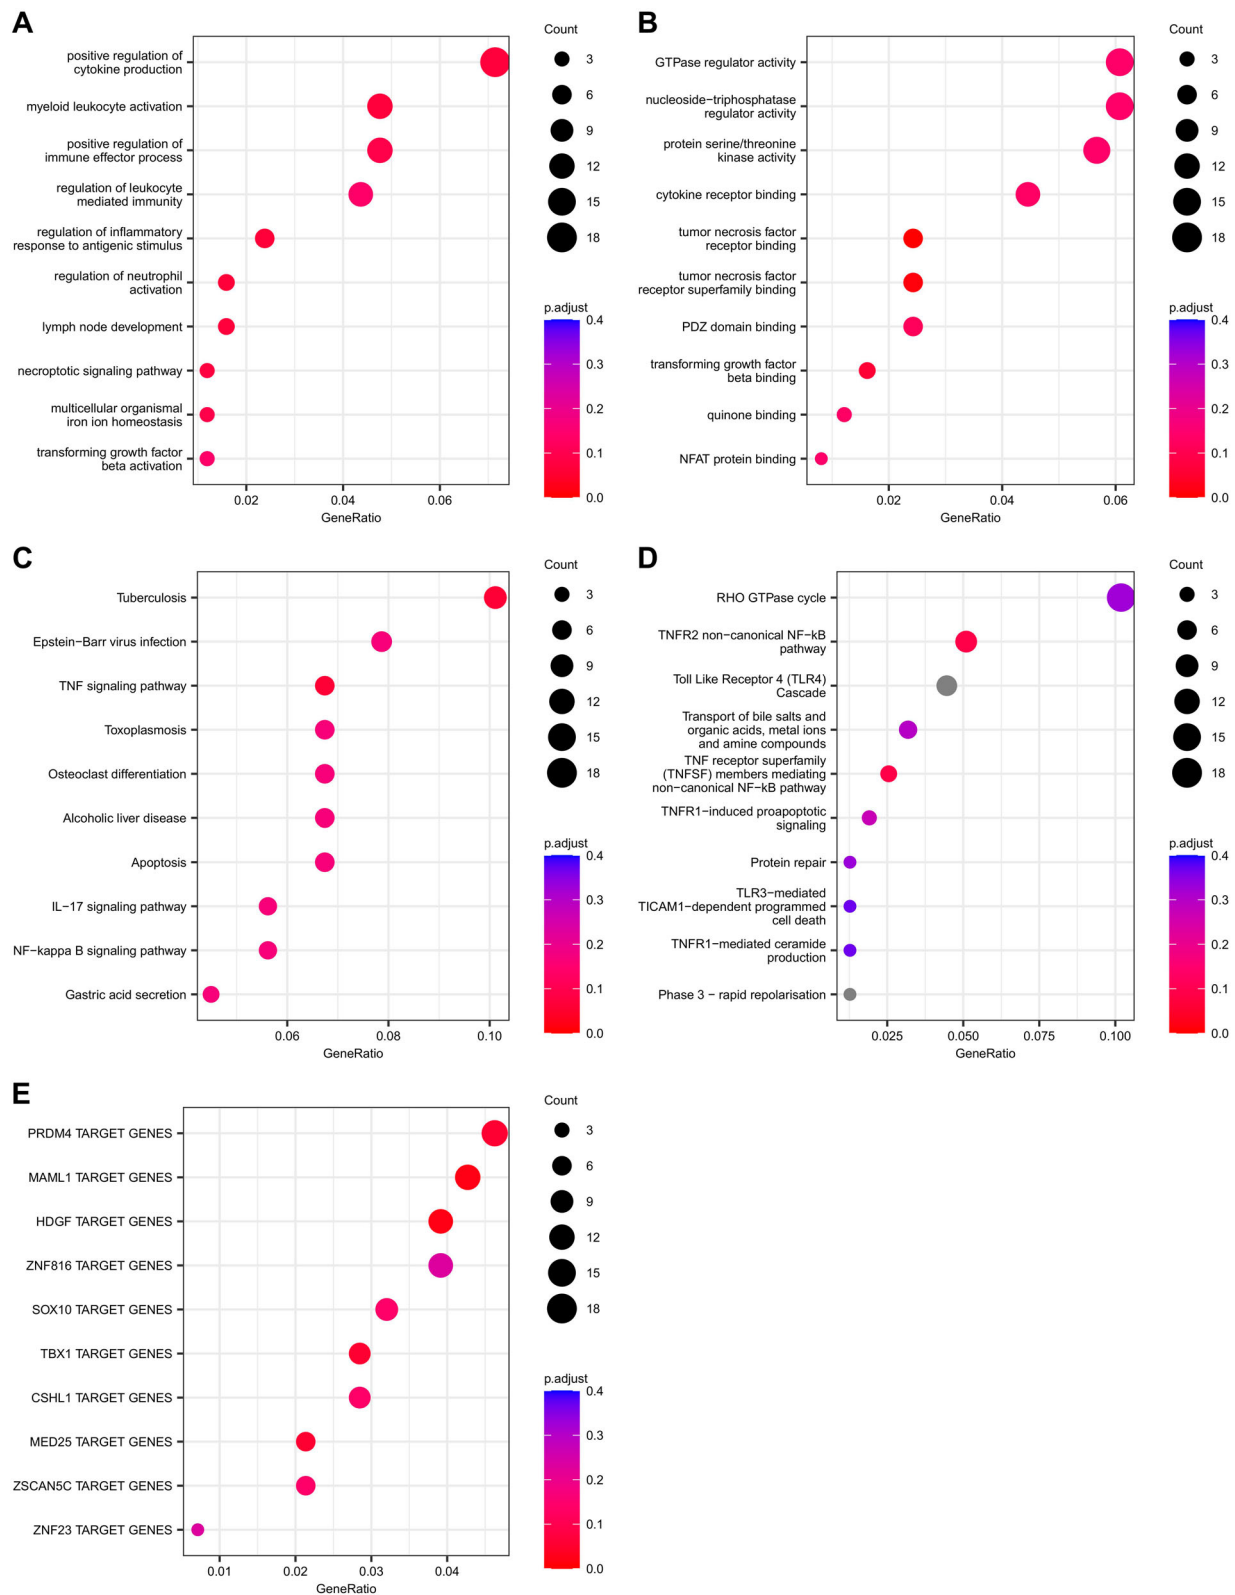 A
positive regulation of
cytokine production
myeloid leukocyte activation
positive regulation of
immune effector process
regulation of leukocyte
mediated immunity
regulation of inflammatory
response to antigenic stimulus
regulation of neutrophil
activation
lymph node development
necroptotic signaling pathway
multicellular organismal
iron ion homeostasis
transforming growth factor
beta activation
0.02 0.04 0.06
GeneRatio
Count
3
6
9
12
15
18
p.adjust
0.4
0.3
0.2
0.1
0.0
B
GTPase regulator activity
nucleoside−triphosphatase
regulator activity
protein serine/threonine
kinase activity
cytokine receptor binding
tumor necrosis factor
receptor binding
tumor necrosis factor
receptor superfamily binding
PDZ domain binding
transforming growth factor
beta binding
quinone binding
NFAT protein binding
0.02 0.04 0.06
GeneRatio
Count
3
6
9
12
15
18
p.adjust
0.4
0.3
0.2
0.1
0.0
C
Tuberculosis
Epstein−Barr virus infection
TNF signaling pathway
Toxoplasmosis
Osteoclast differentiation
Alcoholic liver disease
Apoptosis
IL−17 signaling pathway
NF−kappa B signaling pathway
Gastric acid secretion
0.06 0.08 0.10
GeneRatio
Count
3
6
9
12
15
18
p.adjust
0.4
0.3
0.2
0.1
0.0
D
RHO GTPase cycle
TNFR2 non−canonical NF−kB
pathway
Toll Like Receptor 4 (TLR4)
Cascade
Transport of bile salts and
organic acids, metal ions
and amine compounds
TNF receptor superfamily
(TNFSF) members mediating
non−canonical NF−kB pathway
TNFR1−induced proapoptotic
signaling
Protein repair
TLR3−mediated
TICAM1−dependent programmed
cell death
TNFR1−mediated ceramide
production
Phase 3 − rapid repolarisation
0.025 0.050 0.075 0.100
GeneRatio
Count
3
6
9
12
15
18
p.adjust
0.4
0.3
0.2
0.1
0.0
E
PRDM4 TARGET GENES
MAML1 TARGET GENES
HDGF TARGET GENES
ZNF816 TARGET GENES
SOX10 TARGET GENES
TBX1 TARGET GENES
CSHL1 TARGET GENES
MED25 TARGET GENES
ZSCAN5C TARGET GENES
ZNF23 TARGET GENES
0.01 0.02 0.03 0.04
GeneRatio
Count
3
6
9
12
15
18
p.adjust
0.4
0.3
0.2
0.1
0.0